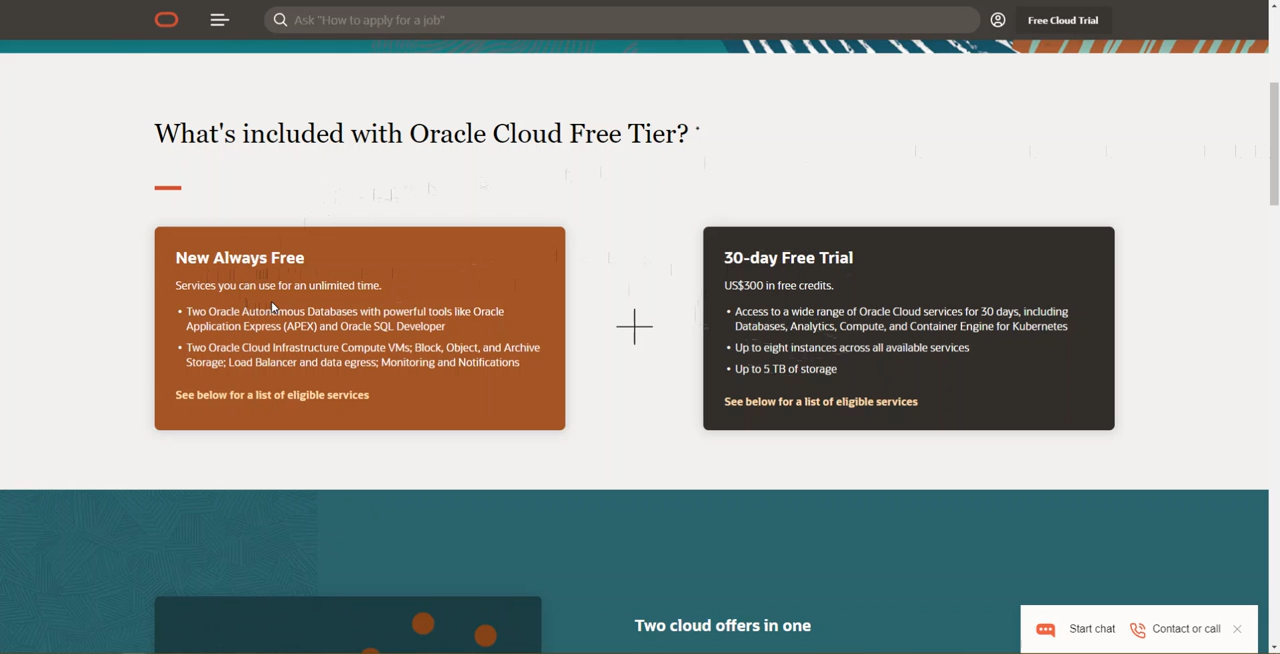 Ask "How to apply for a job"
Free Cloud Trial
What's included with Oracle Cloud Free Tier?
New Always Free
Services you can use for an unlimited time.
• Two Oracle Autonomous Databases with powerful tools like Oracle
Application Express (APEX) and Oracle SQL Developer
• Two Oracle Cloud Infrastructure Compute VMs; Block, Object, and Archive
Storage; Load Balancer and data egress; Monitoring and Notifications
See below for a list of eligible services
30-day Free Trial
US$300 in free credits.
• Access to a wide range of Oracle Cloud services for 30 days, including
Databases, Analytics, Compute, and Container Engine for Kubernetes
• Up to eight instances across all available services
• Up to 5 TB of storage
See below for a list of eligible services
Two cloud offers in one
Start chat
Contact or call